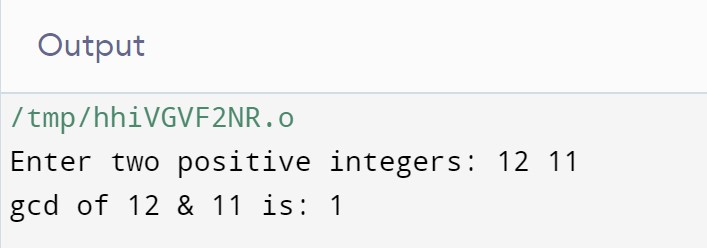 Output
/tmp/hhiVGVF2NR.o
Enter two positive integers: 12 11
gcd of 12 & 11 is: 1